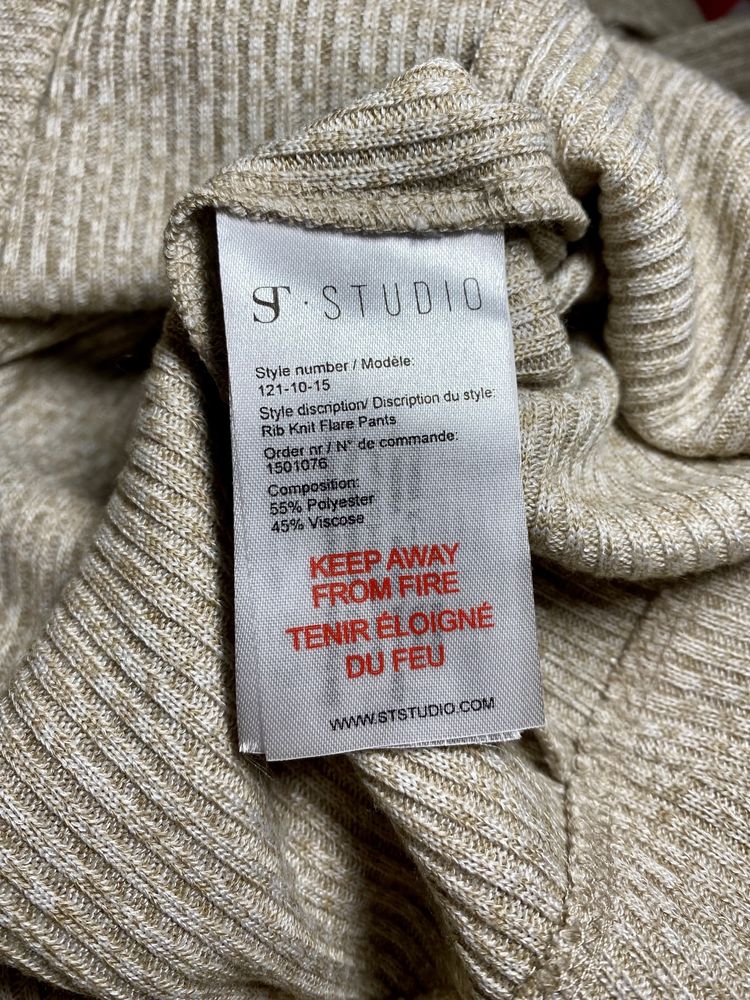 ST · STUDIO
Style number / Modèle:
121-10-15
Style discription/ Discription du style:
Rib Knit Flare Pants
Order nr / N° de commande:
1501076
Composition:
55% Polyester
45% Viscose
KEEP AWAY
FROM FIRE
TENIR ÉLOIGNÉ
DU FEU
WWW.STSTUDIO.COM